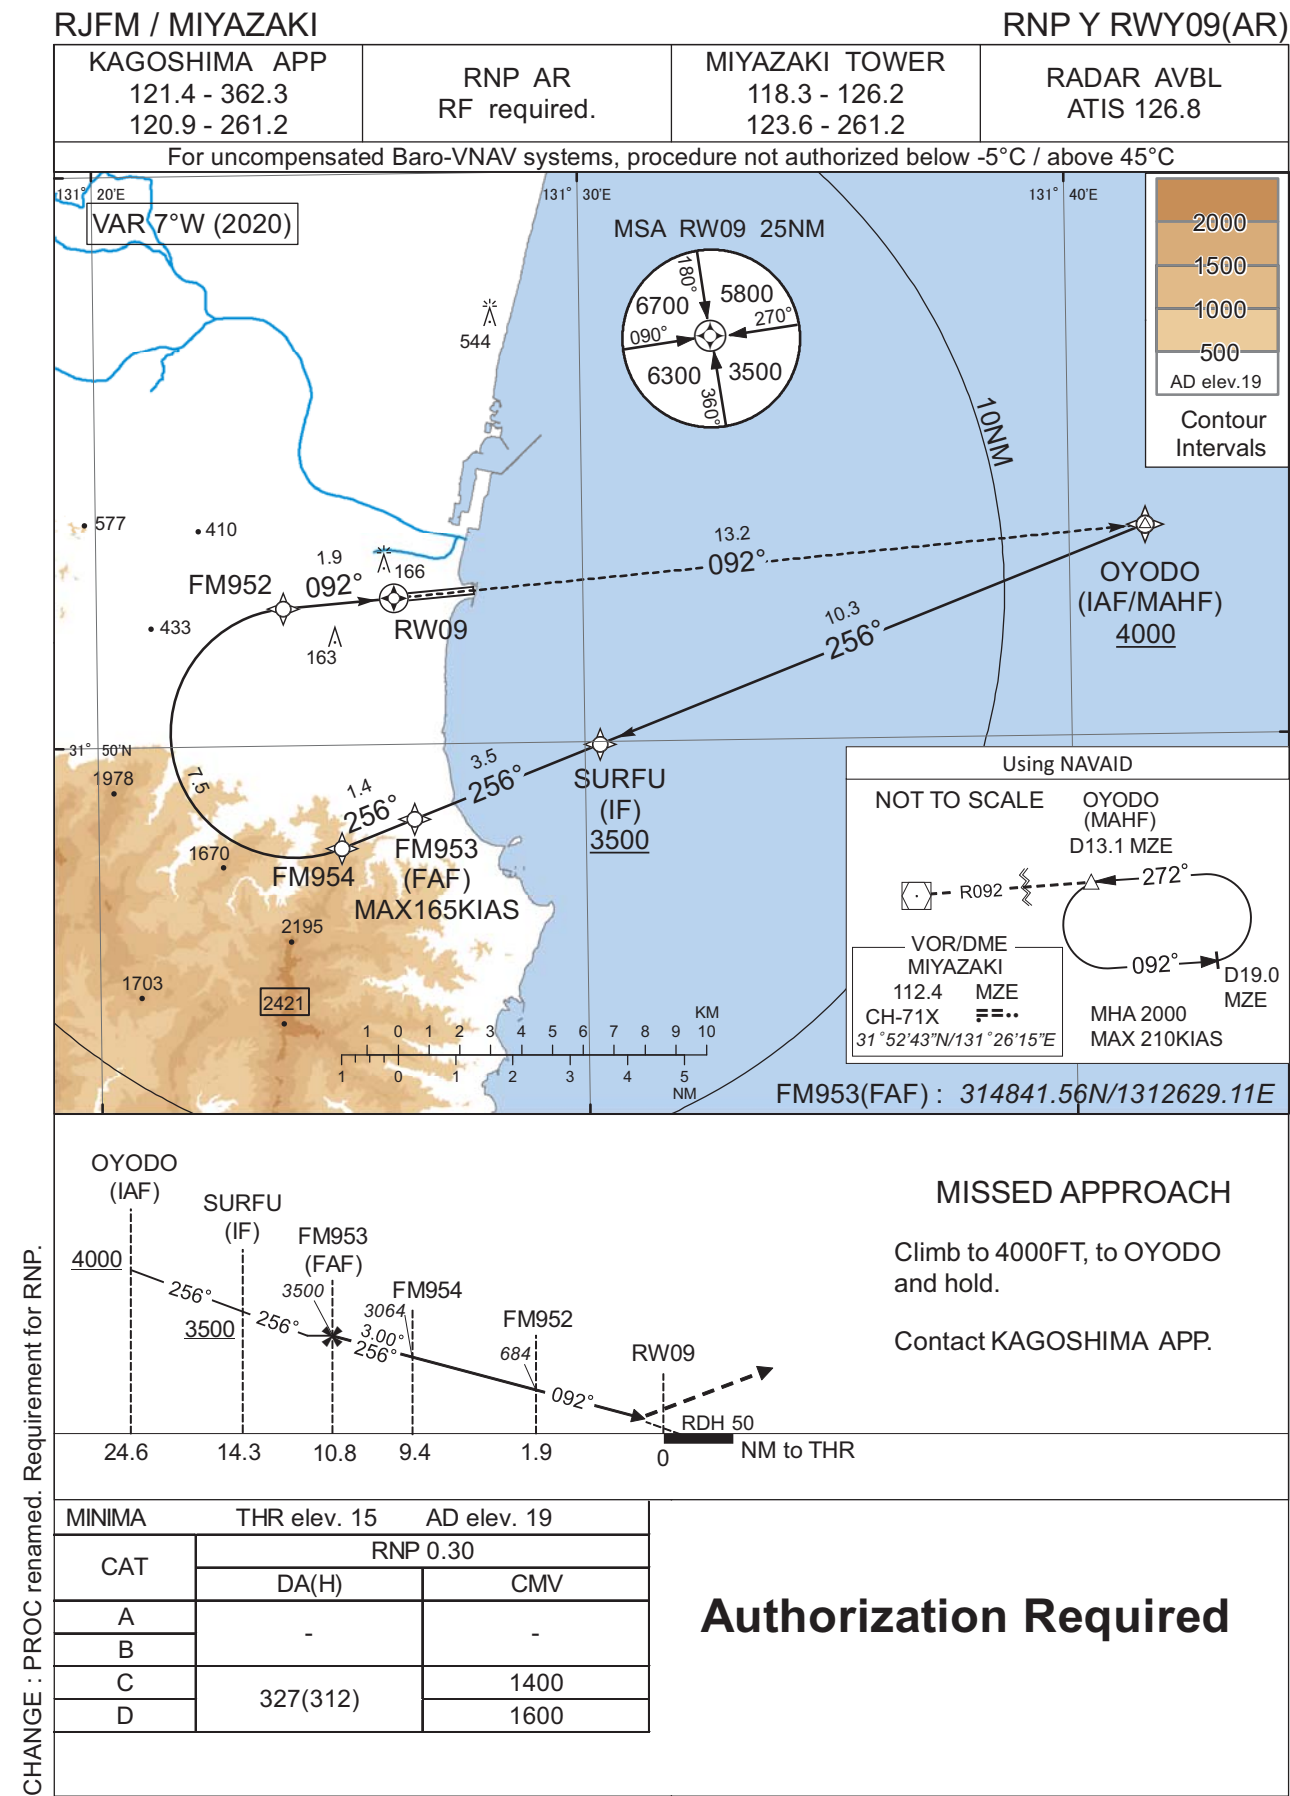 RJFM / MIYAZAKI
RNP Y RWY09(AR)
KAGOSHIMA APP
121.4 - 362.3
120.9 - 261.2
RNP AR
RF required.
MIYAZAKI TOWER
118.3 - 126.2
123.6 - 261.2
RADAR AVBL
ATIS 126.8
For uncompensated Baro-VNAV systems, procedure not authorized below -5°C / above 45°C
131° 20'E
131° 30'E
131° 40'E
VAR 7°W (2020)
MSA RW09 25NM
180°
6700
5800
270°
090°
6300
3500
360°
2000
1500
1000
500
AD elev.19
Contour
Intervals
544
10NM
577
410
1.9
092°
166
FM952
RW09
433
163
13.2
092°
OYODO
(IAF/MAHF)
4000
10.3
256°
31° 50'N
1978
7.5
3.5
256°
SURFU
(IF)
3500
1.4
256°
1670
FM954
FM953
(FAF)
MAX165KIAS
2195
1703
2421
KM
1 0 1 2 3 4 5 6 7 8 9 10
1 0 1 2 3 4 5
NM
Using NAVAID
NOT TO SCALE
OYODO
(MAHF)
D13.1 MZE
R092
272°
092°
D19.0
MZE
VOR/DME
MIYAZAKI
112.4 MZE
CH-71X
31°52'43"N/131°26'15"E
MHA 2000
MAX 210KIAS
FM953(FAF) : 314841.56N/1312629.11E
OYODO
(IAF)
SURFU
(IF)
FM953
(FAF)
4000
256°
3500
256°
3500
3064
FM954
3.00°
256°
FM952
684
092°
RW09
RDH 50
24.6
14.3
10.8
9.4
1.9
0
NM to THR
MISSED APPROACH
Climb to 4000FT, to OYODO
and hold.
Contact KAGOSHIMA APP.
MINIMA THR elev. 15 AD elev. 19
CAT
RNP 0.30
DA(H)
CMV
A
B
-
-
C
D
327(312)
1400
1600
Authorization Required
CHANGE : PROC renamed. Requirement for RNP.